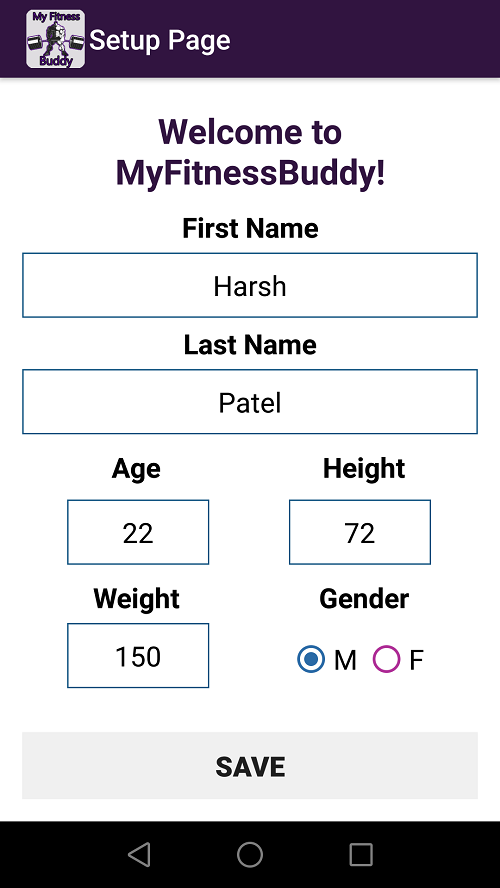 My Fitness
Buddy
Setup Page
Welcome to
MyFitnessBuddy!
First Name
Harsh
Last Name
Patel
Age Height
22 72
Weight Gender
150 M F
SAVE